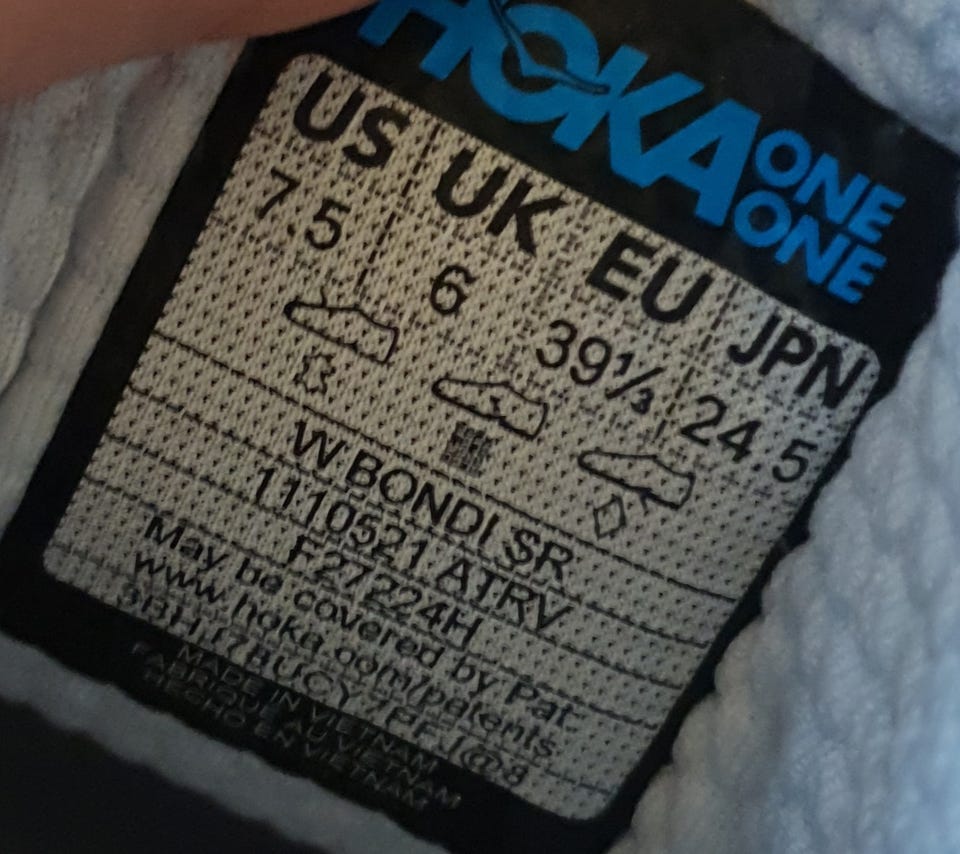 HOKA ONE ONE
US UK EU JPN
7.5 6 39⅓ 24.5
W BONDI SR
1110521 ATRV
F27224H
May be covered by Pat:
www.hoka.com/patents
MADE IN VIETNAM
FABRIQUÉ AU VIETNAM
HECHO EN VIETNAM